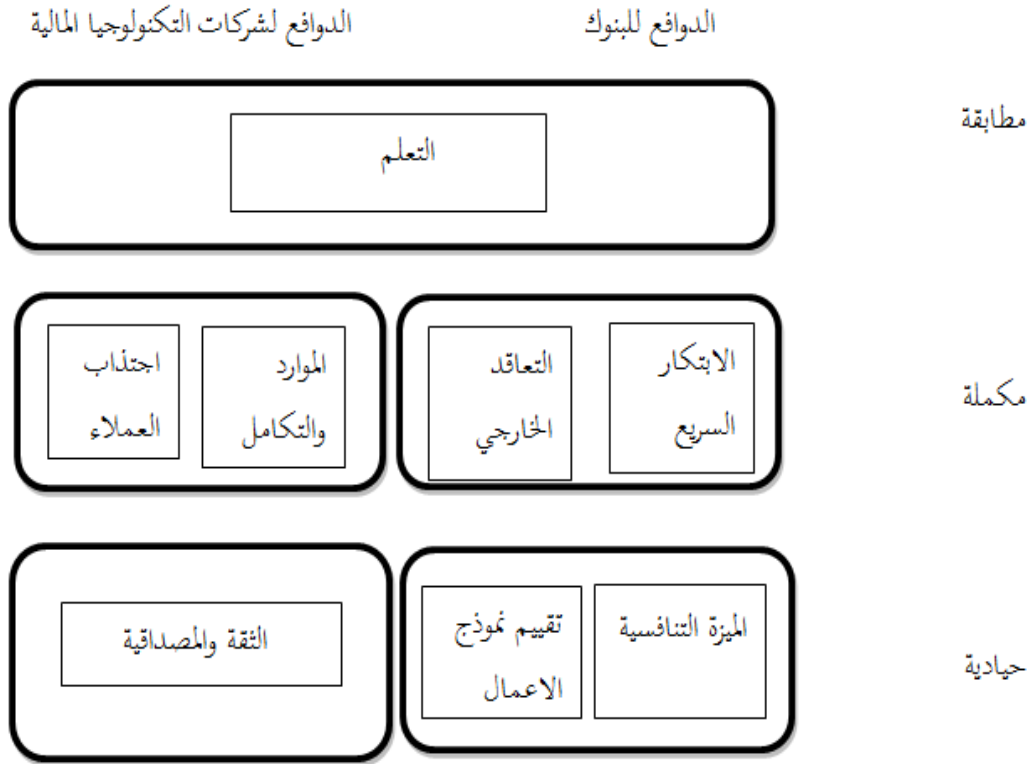 الدوافع للبنوك
الدوافع لشركات التكنولوجيا المالية
مطابقة
التعلم
مكملة
الابتكار
السريع
التعاقد
الخارجي
الموارد
والتكامل
اجتذاب
العملاء
حيادية
الميزة التنافسية
تقييم نموذج
الاعمال
الثقة والمصداقية